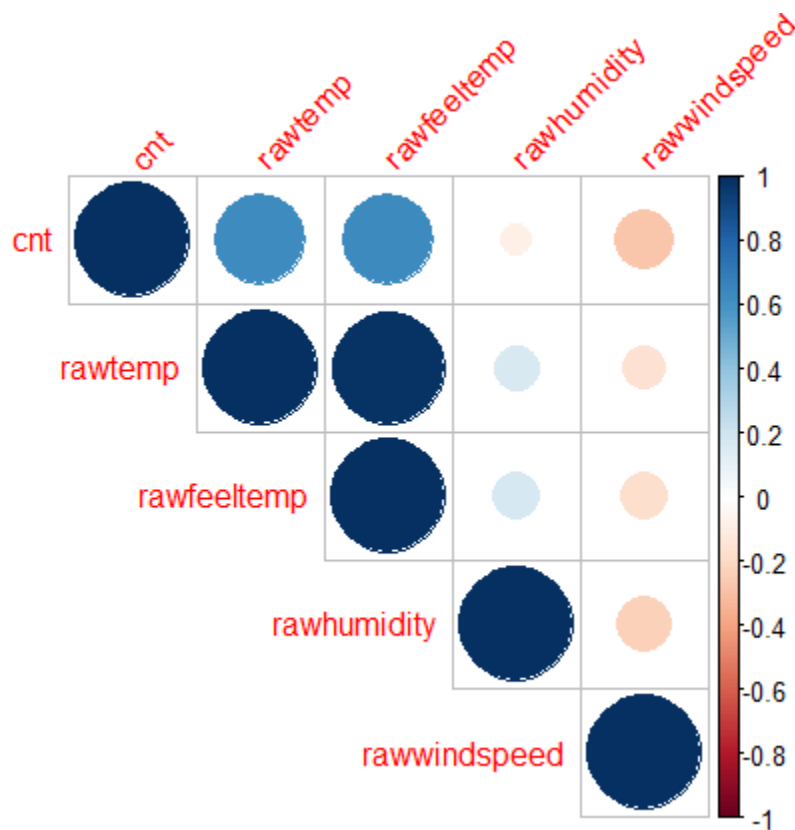 cnt
rawtemp
rawfeeltemp
rawhumidity
rawwindspeed
cnt
rawtemp
rawfeeltemp
rawhumidity
rawwindspeed
1
0.8
0.6
0.4
0.2
0
-0.2
-0.4
-0.6
-0.8
-1